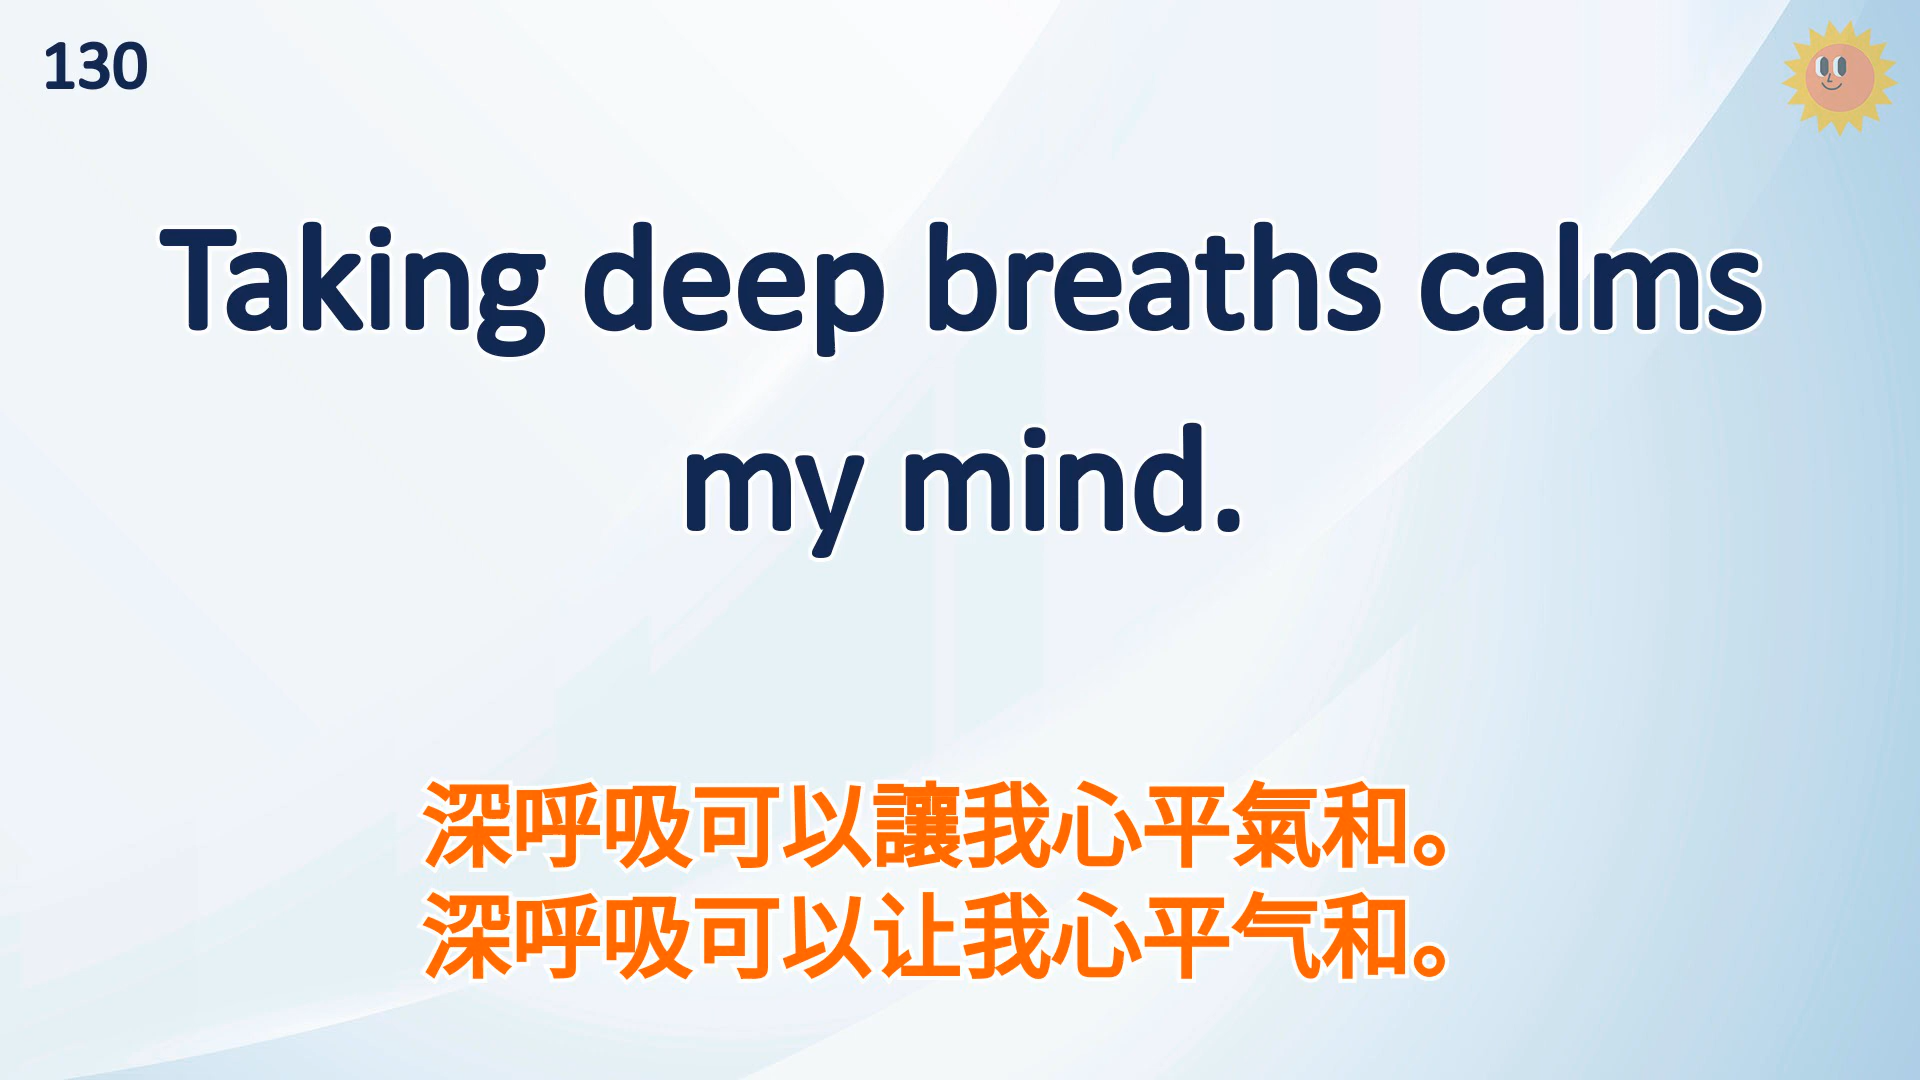 130
Taking deep breaths calms
my mind.
深呼吸可以讓我心平氣和。
深呼吸可以让我心平气和。